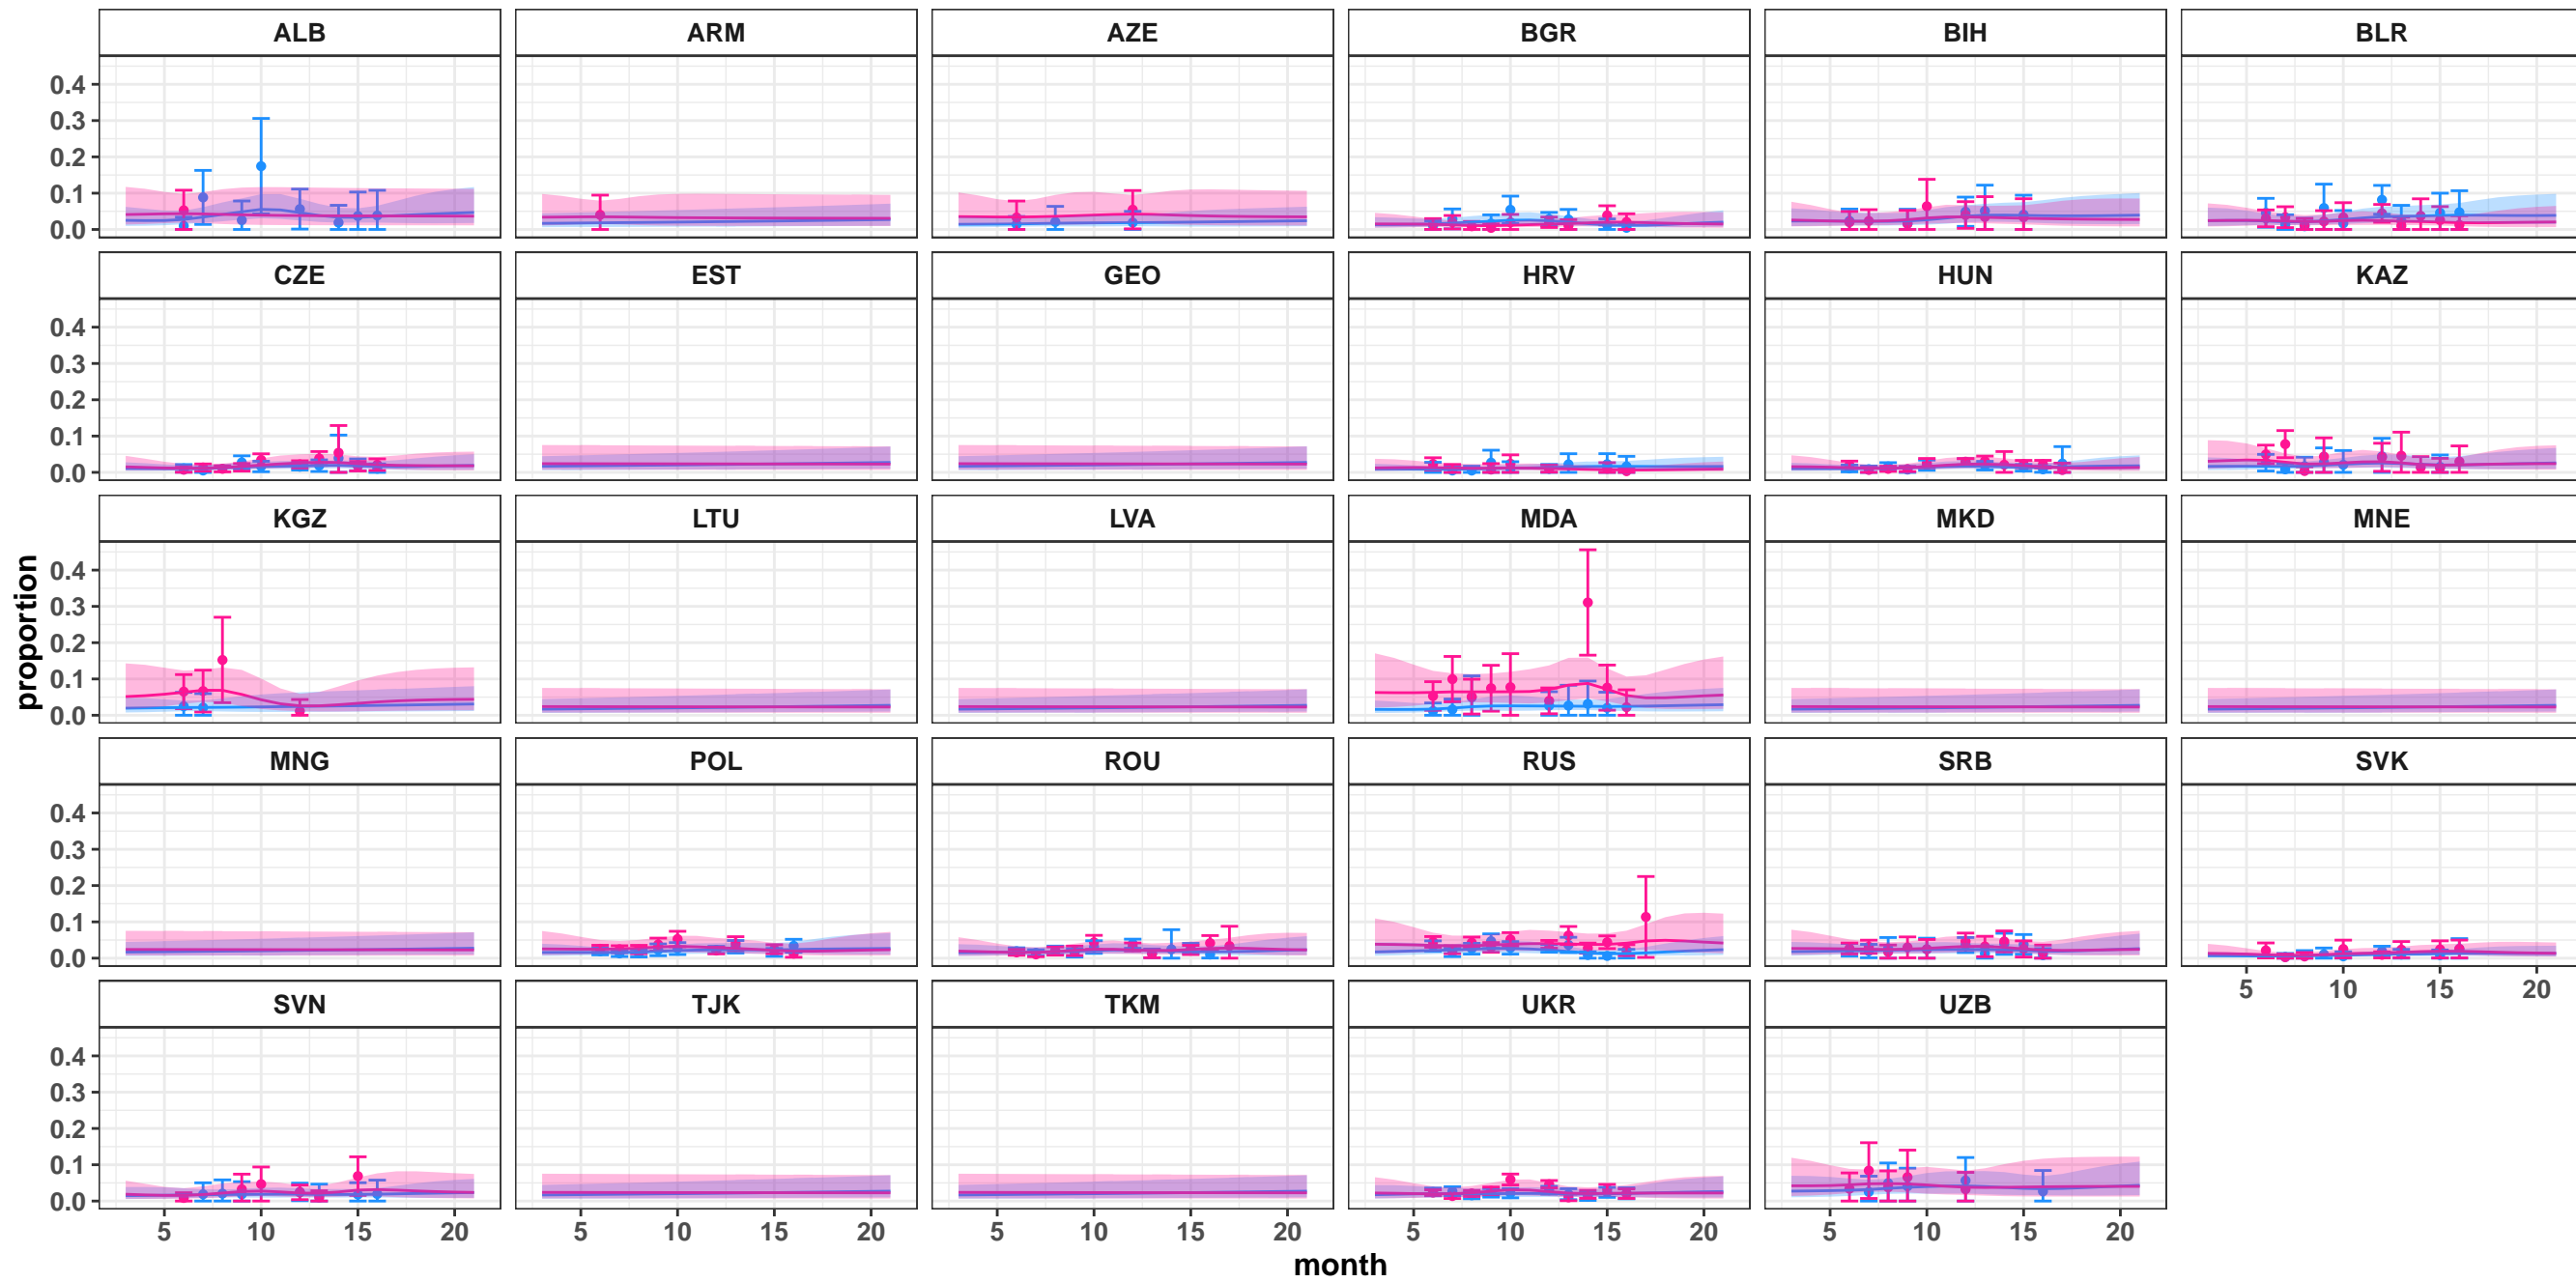 ALB ARM AZE BGR BIH BLR
0.4
0.3
0.2
0.1
0.0
CZE EST GEO HRV HUN KAZ
0.4
0.3
0.2
0.1
0.0
KGZ LTU LVA MDA MKD MNE
0.4
0.3
0.2
0.1
0.0
proportion
MNG POL ROU RUS SRB SVK
0.4
0.3
0.2
0.1
0.0
5 10 15 20
SVN TJK TKM UKR UZB
0.4
0.3
0.2
0.1
0.0
5 10 15 20 5 10 15 20 5 10 15 20 5 10 15 20 5 10 15 20
month